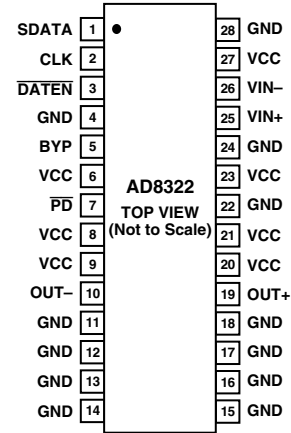 SDATA 1 28 GND
CLK 2 27 VCC
DATEN 3 26 VIN–
GND 4 25 VIN+
BYP 5 24 GND
VCC 6 23 VCC
AD8322
PD 7 22 GND
TOP VIEW
(Not to Scale)
VCC 8 21 VCC
VCC 9 20 VCC
OUT– 10 19 OUT+
GND 11 18 GND
GND 12 17 GND
GND 13 16 GND
GND 14 15 GND